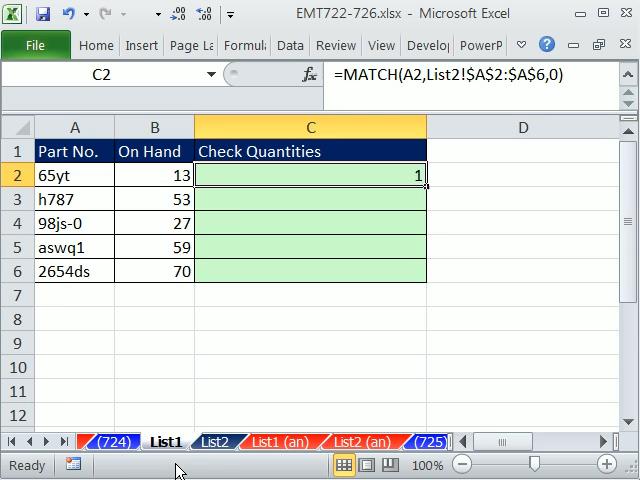 EMT722-726.xlsx - Microsoft Excel
File Home Insert Page La Formula Data Review View Develo PowerP
C2 fx =MATCH(A2,List2!$A$2:$A$6,0)
A B C D
1 Part No. On Hand Check Quantities
2 65yt 13 1
3 h787 53
4 98js-0 27
5 aswq1 59
6 2654ds 70
7
8
9
10
11
12
(724) List1 List2 List1 (an) List2 (an) (725)
Ready 100%